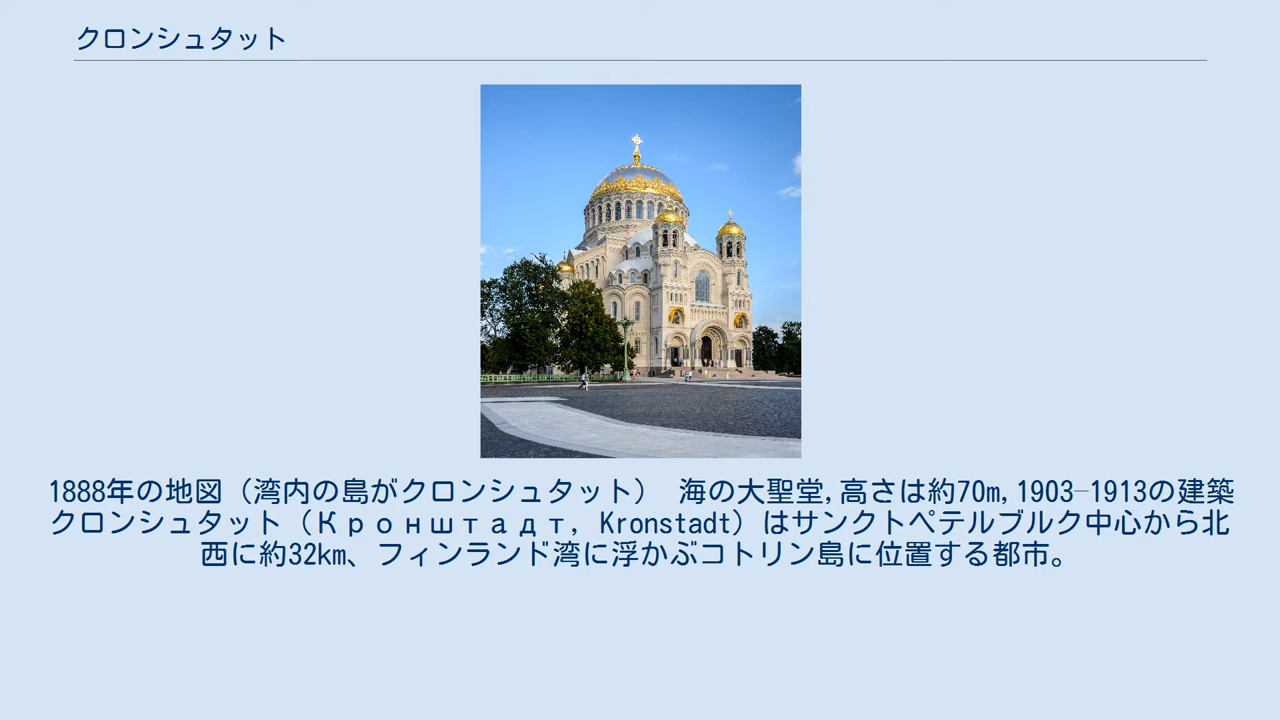 クロンシュタット
1888年の地図（湾内の島がクロンシュタット） 海の大聖堂,高さは約70m,1903–1913の建築
クロンシュタット（Кронштадт, Kronstadt）はサンクトペテルブルク中心から北
西に約32km、フィンランド湾に浮かぶコトリン島に位置する都市。